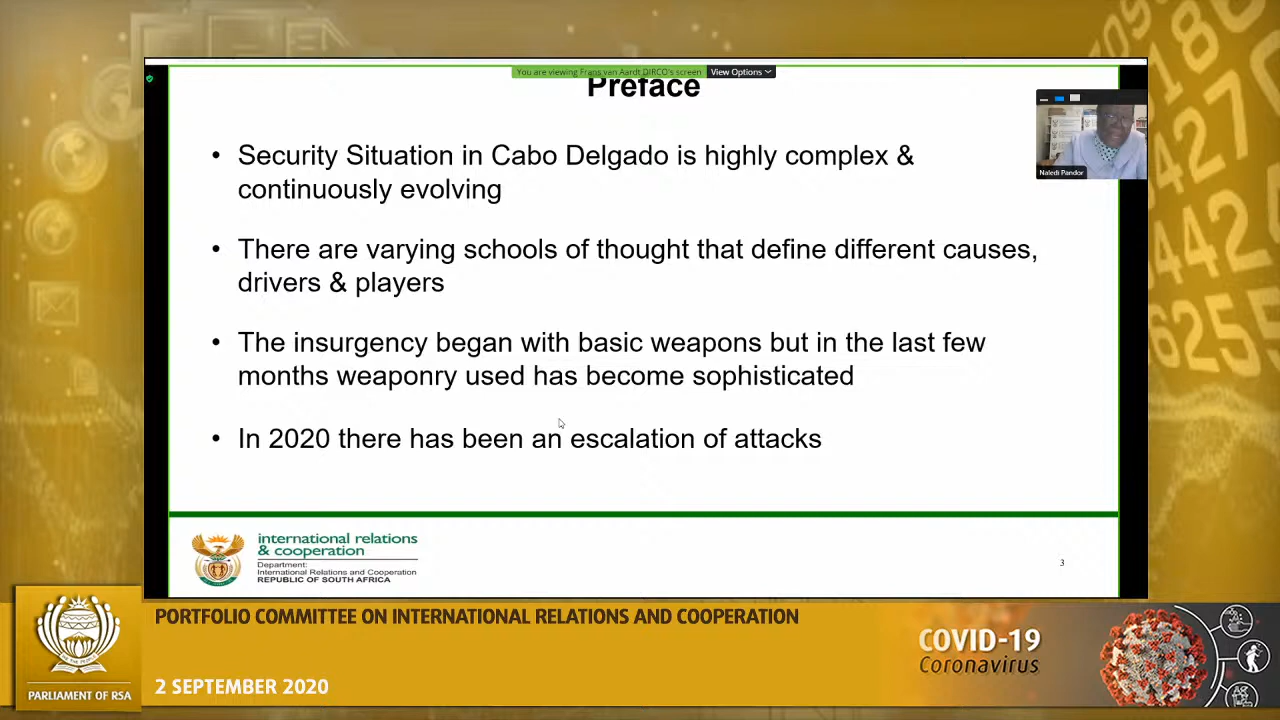 You are viewing Frans van Aardt DIRCO's screen
View Options
Preface
• Security Situation in Cabo Delgado is highly complex &
continuously evolving
• There are varying schools of thought that define different causes,
drivers & players
• The insurgency began with basic weapons but in the last few
months weaponry used has become sophisticated
• In 2020 there has been an escalation of attacks
Naledi Pandor
international relations
& cooperation
Department:
International Relations and Cooperation
REPUBLIC OF SOUTH AFRICA
3
PORTFOLIO COMMITTEE ON INTERNATIONAL RELATIONS AND COOPERATION
2 SEPTEMBER 2020
PARLIAMENT OF RSA
COVID-19
Coronavirus